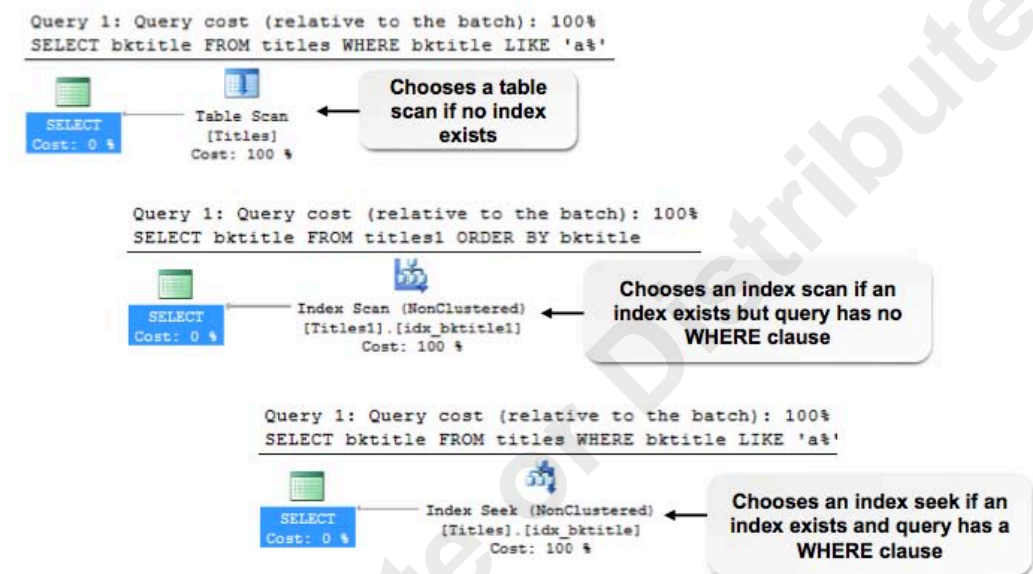 Query 1: Query cost (relative to the batch): 100%
SELECT bktitle FROM titles WHERE bktitle LIKE 'a%'
SELECT
Cost: 0 %
Table Scan
[Titles]
Cost: 100 %
Chooses a table
scan if no index
exists
Query 1: Query cost (relative to the batch): 100%
SELECT bktitle FROM titles1 ORDER BY bktitle
SELECT
Cost: 0 %
Index Scan (NonClustered)
[Titles1].[idx_bktitle1]
Cost: 100 %
Chooses an index scan if an
index exists but query has no
WHERE clause
Query 1: Query cost (relative to the batch): 100%
SELECT bktitle FROM titles WHERE bktitle LIKE 'a%'
SELECT
Cost: 0 %
Index Seek (NonClustered)
[Titles].[idx_bktitle]
Cost: 100 %
Chooses an index seek if an
index exists and query has a
WHERE clause
or Distribute